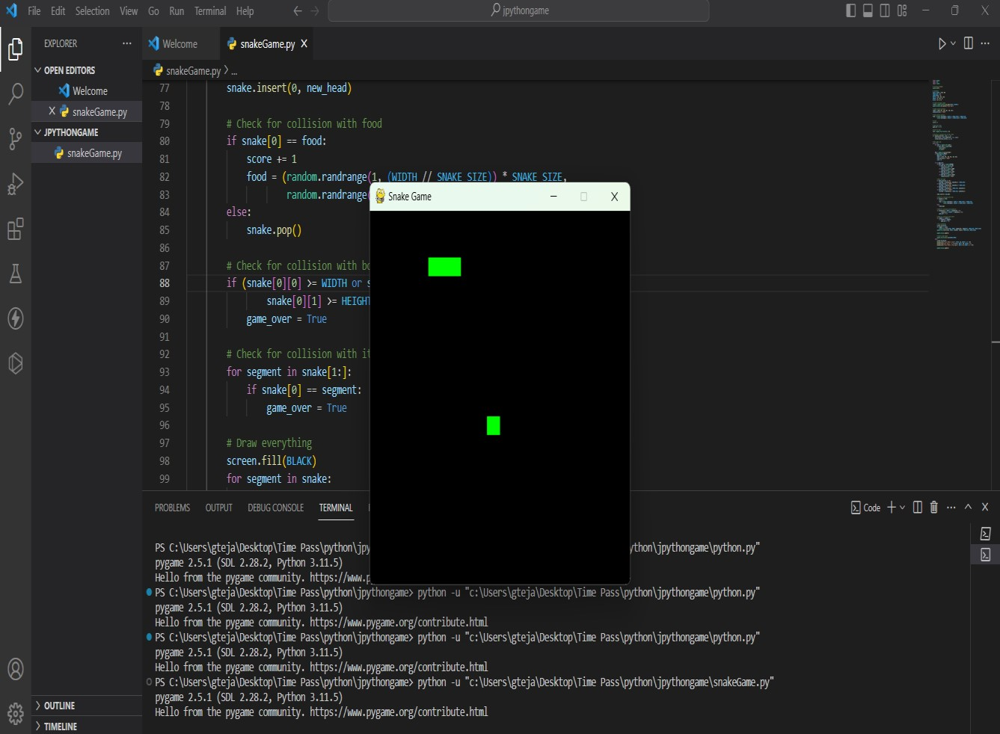 File Edit Selection View Go Run Terminal Help
jpythongame
EXPLORER
Welcome
snakeGame.py
OPEN EDITORS
Welcome
snakeGame.py
JPYTHONGAME
snakeGame.py
OUTLINE
TIMELINE
snakeGame.py > ...
77 snake.insert(0, new_head)
78
79 # Check for collision with food
80 if snake[0] == food:
81 score += 1
82 food = (random.randrange(1, (WIDTH // SNAKE_SIZE)) * SNAKE_SIZE,
83 random.randrange(
84 else:
85 snake.pop()
86
87 # Check for collision with bo
88 if (snake[0][0] >= WIDTH or s
89 snake[0][1] >= HEIGHT
90 game_over = True
91
92 # Check for collision with it
93 for segment in snake[1:]:
94 if snake[0] == segment:
95 game_over = True
96
97 # Draw everything
98 screen.fill(BLACK)
99 for segment in snake:
Snake Game
PROBLEMS OUTPUT DEBUG CONSOLE TERMINAL
Code
PS C:\Users\gteja\Desktop\Time Pass\python\jpy ython\jpythongame\python.py"
pygame 2.5.1 (SDL 2.28.2, Python 3.11.5)
Hello from the pygame community. https://www.p
PS C:\Users\gteja\Desktop\Time Pass\python\jpythongame> python -u "c:\Users\gteja\Desktop\Time Pass\python\jpythongame\python.py"
pygame 2.5.1 (SDL 2.28.2, Python 3.11.5)
Hello from the pygame community. https://www.pygame.org/contribute.html
PS C:\Users\gteja\Desktop\Time Pass\python\jpythongame> python -u "c:\Users\gteja\Desktop\Time Pass\python\jpythongame\python.py"
pygame 2.5.1 (SDL 2.28.2, Python 3.11.5)
Hello from the pygame community. https://www.pygame.org/contribute.html
PS C:\Users\gteja\Desktop\Time Pass\python\jpythongame> python -u "c:\Users\gteja\Desktop\Time Pass\python\jpythongame\snakeGame.py"
pygame 2.5.1 (SDL 2.28.2, Python 3.11.5)
Hello from the pygame community. https://www.pygame.org/contribute.html